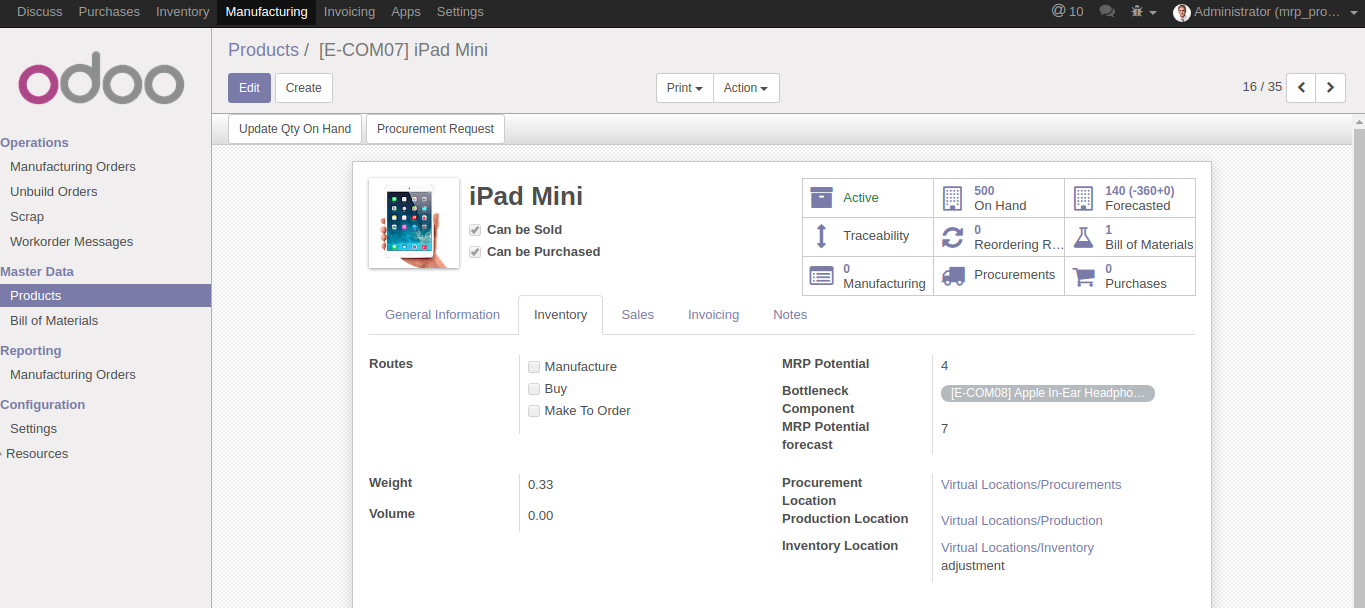 Discuss Purchases Inventory Manufacturing Invoicing Apps Settings @ 10 Administrator (mrp_pro…
odoo
Products / [E-COM07] iPad Mini
Edit Create Print Action 16 / 35
Update Qty On Hand Procurement Request
Operations
Manufacturing Orders
Unbuild Orders
Scrap
Workorder Messages
Master Data
Products
Bill of Materials
Reporting
Manufacturing Orders
Configuration
Settings
Resources
iPad Mini
Can be Sold
Can be Purchased
Active
500
On Hand
140 (-360+0)
Forecasted
Traceability
0
Reordering R…
1
Bill of Materials
0
Manufacturing
Procurements
0
Purchases
General Information Inventory Sales Invoicing Notes
Routes
Manufacture
Buy
Make To Order
MRP Potential 4
Bottleneck
Component
[E-COM08] Apple In-Ear Headpho…
MRP Potential
forecast
7
Weight 0.33
Volume 0.00
Procurement
Location
Virtual Locations/Procurements
Production Location Virtual Locations/Production
Inventory Location Virtual Locations/Inventory
adjustment